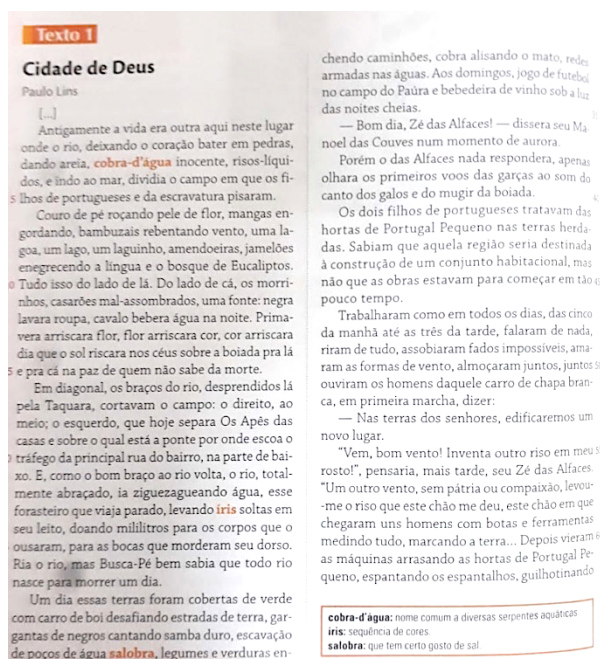 Texto 1
Cidade de Deus
Paulo Lins
[...]
Antigamente a vida era outra aqui neste lugar
onde o rio, deixando o coração bater em pedras,
dando areia, cobra-d'água inocente, risos-líqui-
dos, e indo ao mar, dividia o campo em que os fi-
5 lhos de portugueses e da escravatura pisaram.
Couro de pé roçando pele de flor, mangas en-
gordando, bambuzais rebentando vento, uma la-
goa, um lago, um laguinho, amendoeiras, jamelões
enegrecendo a língua e o bosque de Eucaliptos.
0 Tudo isso do lado de lá. Do lado de cá, os morri-
nhos, casarões mal-assombrados, uma fonte: negra
lavara roupa, cavalo bebera água na noite. Prima-
vera arriscara flor, flor arriscara cor, cor arriscara
dia que o sol riscara nos céus sobre a boiada pra lá
5 e pra cá na paz de quem não sabe da morte.
Em diagonal, os braços do rio, desprendidos lá
pela Taquara, cortavam o campo: o direito, ao
meio; o esquerdo, que hoje separa Os Apês das
casas e sobre o qual está a ponte por onde escoa o
0 tráfego da principal rua do bairro, na parte de bai-
xo. E, como o bom braço ao rio volta, o rio, total-
mente abraçado, ia ziguezagueando água, esse
forasteiro que viaja parado, levando íris soltas em
seu leito, doando mililitros para os corpos que o
ousaram, para as bocas que morderam seu dorso.
Ria o rio, mas Busca-Pé bem sabia que todo rio
nasce para morrer um dia.
Um dia essas terras foram cobertas de verde
com carro de boi desafiando estradas de terra, gar-
gantas de negros cantando samba duro, escavação
de poços de água salobra, legumes e verduras en-
chendo caminhões, cobra alisando o mato, redes
armadas nas águas. Aos domingos, jogo de futebol
no campo do Paúra e bebedeira de vinho sob a luz
das noites cheias.
— Bom dia, Zé das Alfaces! — dissera seu Ma-
noel das Couves num momento de aurora.
Porém o das Alfaces nada respondera, apenas
olhara os primeiros voos das garças ao som do
canto dos galos e do mugir da boiada.
Os dois filhos de portugueses tratavam das
hortas de Portugal Pequeno nas terras herda-
das. Sabiam que aquela região seria destinada
à construção de um conjunto habitacional, mas
não que as obras estavam para começar em tão
pouco tempo.
Trabalharam como em todos os dias, das cinco
da manhã até as três da tarde, falaram de nada,
riram de tudo, assobiaram fados impossíveis, ama-
ram as formas de vento, almoçaram juntos, juntos
ouviram os homens daquele carro de chapa bran-
ca, em primeira marcha, dizer:
— Nas terras dos senhores, edificaremos um
novo lugar.
"Vem, bom vento! Inventa outro riso em meu
rosto!", pensaria, mais tarde, seu Zé das Alfaces.
"Um outro vento, sem pátria ou compaixão, levou-
-me o riso que este chão me deu, este chão em que
chegaram uns homens com botas e ferramentas
medindo tudo, marcando a terra... Depois vieram
as máquinas arrasando as hortas de Portugal Pe-
queno, espantando os espantalhos, guilhotinando
cobra-d'água: nome comum a diversas serpentes aquáticas
íris: sequência de cores.
salobra: que tem certo gosto de sal